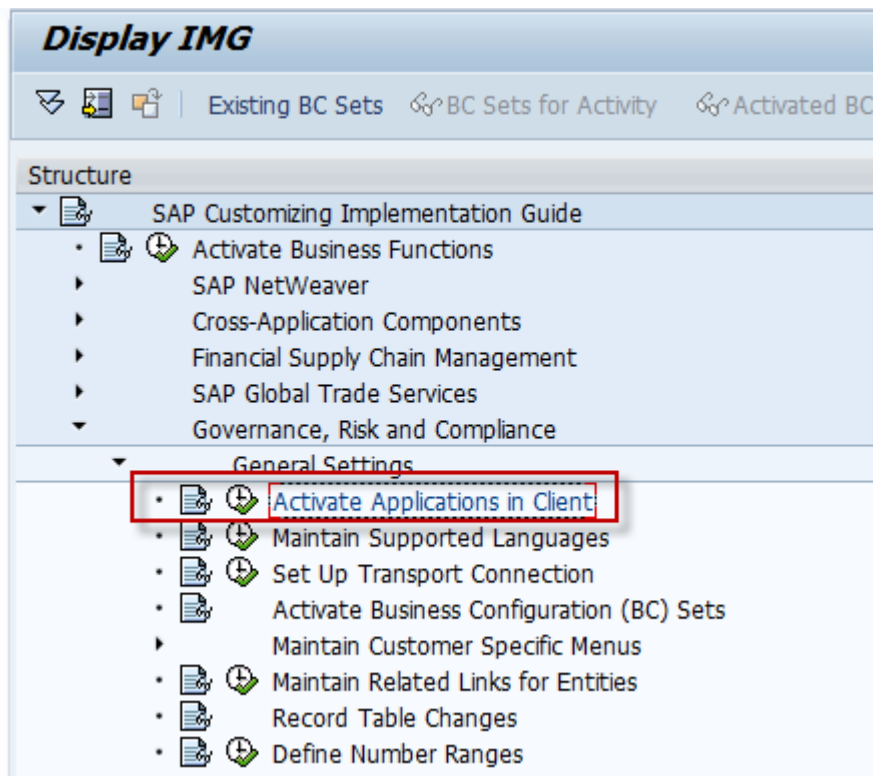 Display IMG
Existing BC Sets BC Sets for Activity Activated BC
Structure
SAP Customizing Implementation Guide
Activate Business Functions
SAP NetWeaver
Cross-Application Components
Financial Supply Chain Management
SAP Global Trade Services
Governance, Risk and Compliance
General Settings
Activate Applications in Client
Maintain Supported Languages
Set Up Transport Connection
Activate Business Configuration (BC) Sets
Maintain Customer Specific Menus
Maintain Related Links for Entities
Record Table Changes
Define Number Ranges